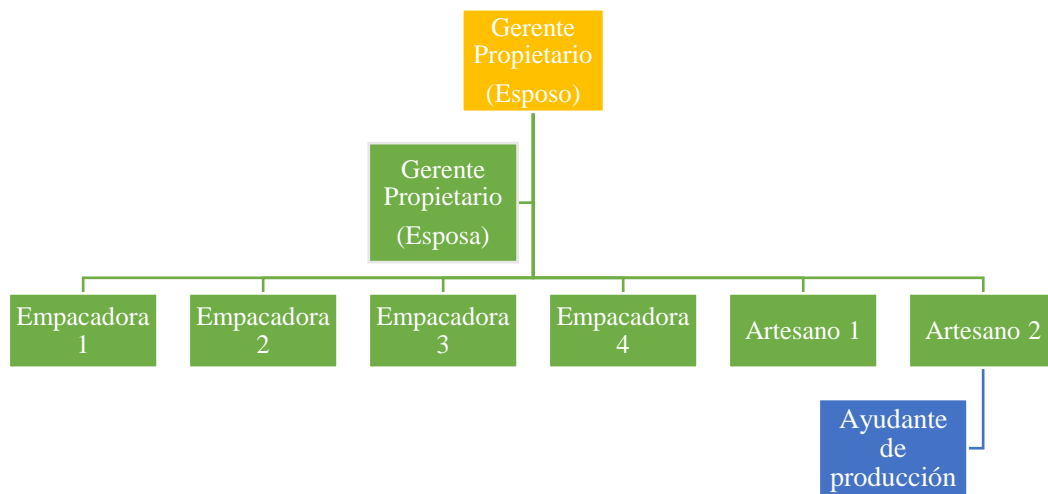 Gerente
Propietario
(Esposo)
Gerente
Propietario
(Esposa)
Empacadora
1
Empacadora
2
Empacadora
3
Empacadora
4
Artesano 1
Artesano 2
Ayudante
de
producción